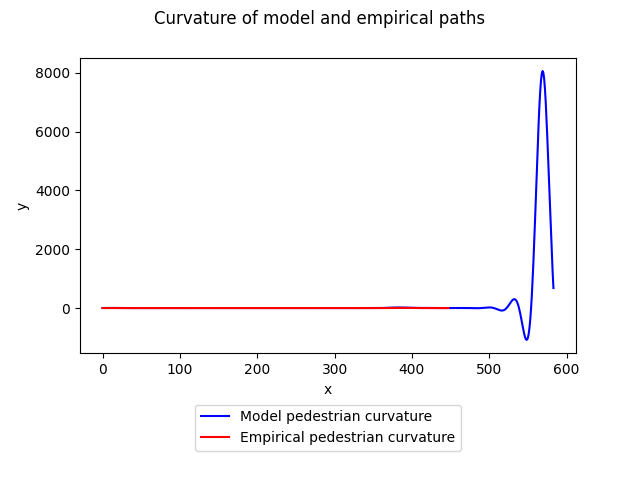 Curvature of model and empirical paths
8000
6000
4000
2000
0
y
0 100 200 300 400 500 600
x
Model pedestrian curvature
Empirical pedestrian curvature